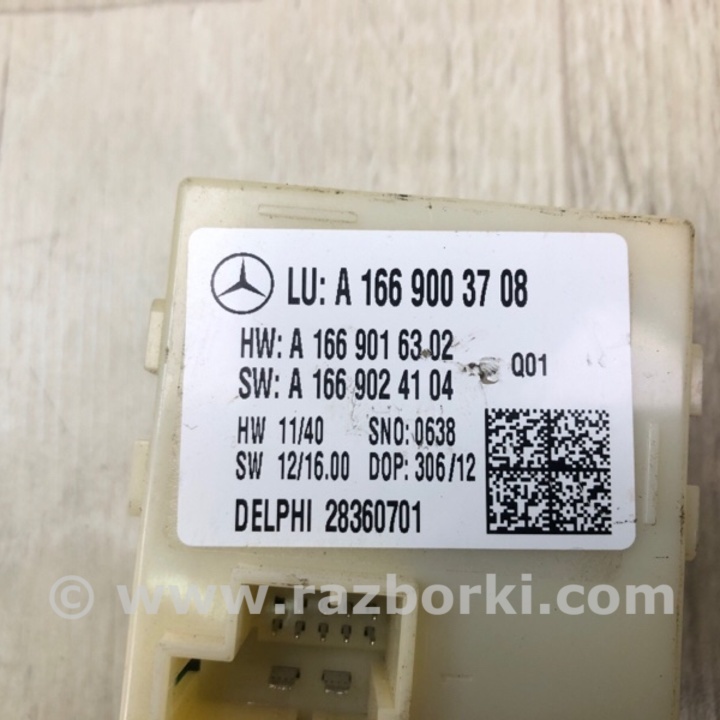 LU: A 166 900 37 08
HW: A 166 901 63 02
SW: A 166 902 41 04
Q01
HW 11/40 SNO: 0638
SW 12/16.00 DOP: 306/12
DELPHI 28360701
© www.razborki.com